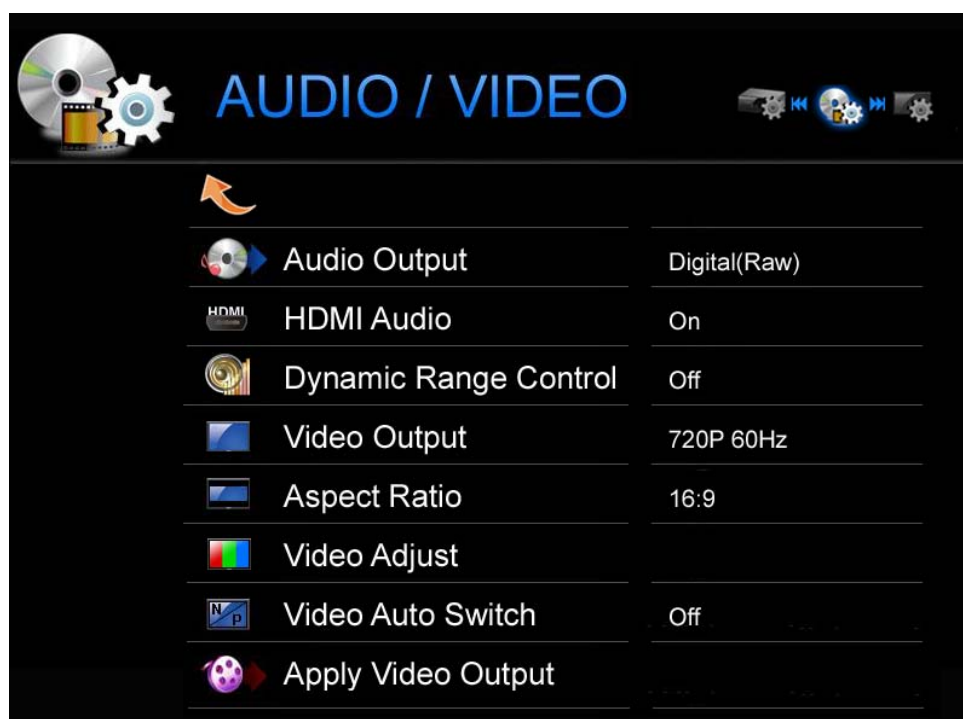 AUDIO / VIDEO
Audio Output Digital(Raw)
HDMI HDMI Audio On
Dynamic Range Control Off
Video Output 720P 60Hz
Aspect Ratio 16:9
Video Adjust
N/P Video Auto Switch Off
Apply Video Output